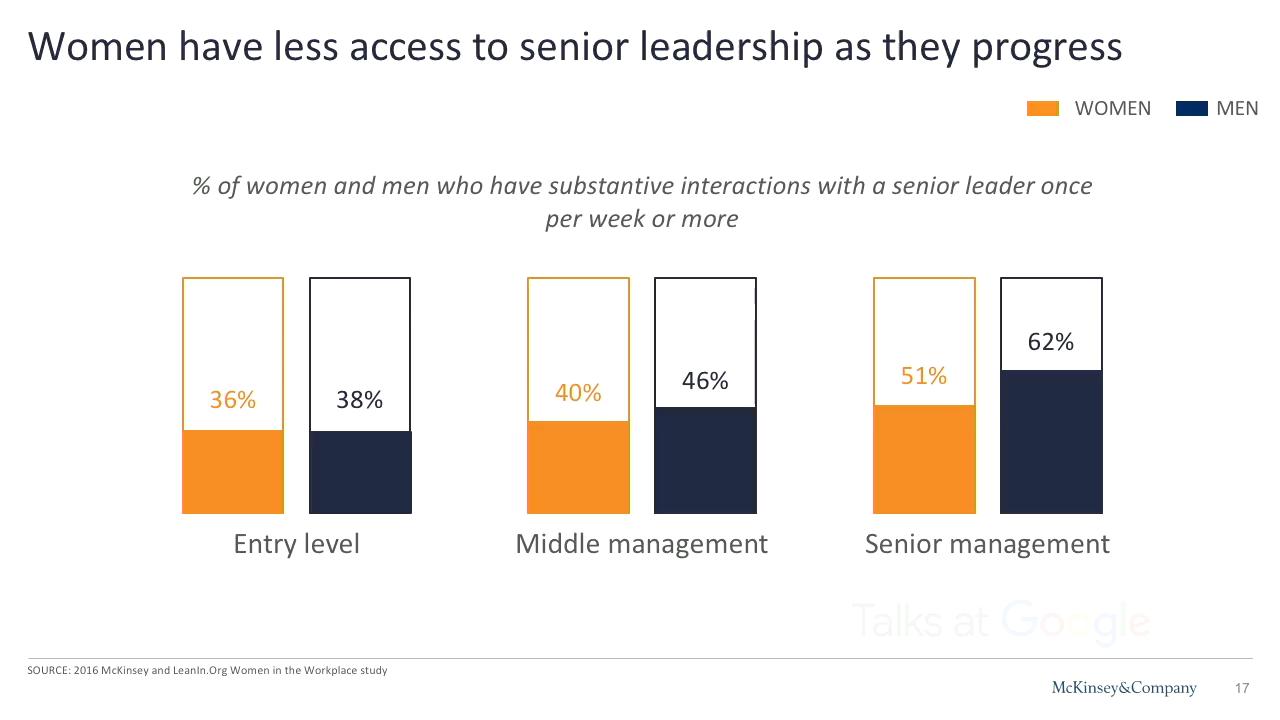 Women have less access to senior leadership as they progress
WOMEN MEN
% of women and men who have substantive interactions with a senior leader once
per week or more
36% 38% 40% 46% 51% 62%
Entry level Middle management Senior management
Talks at Google
SOURCE: 2016 McKinsey and LeanIn.Org Women in the Workplace study
McKinsey&Company 17